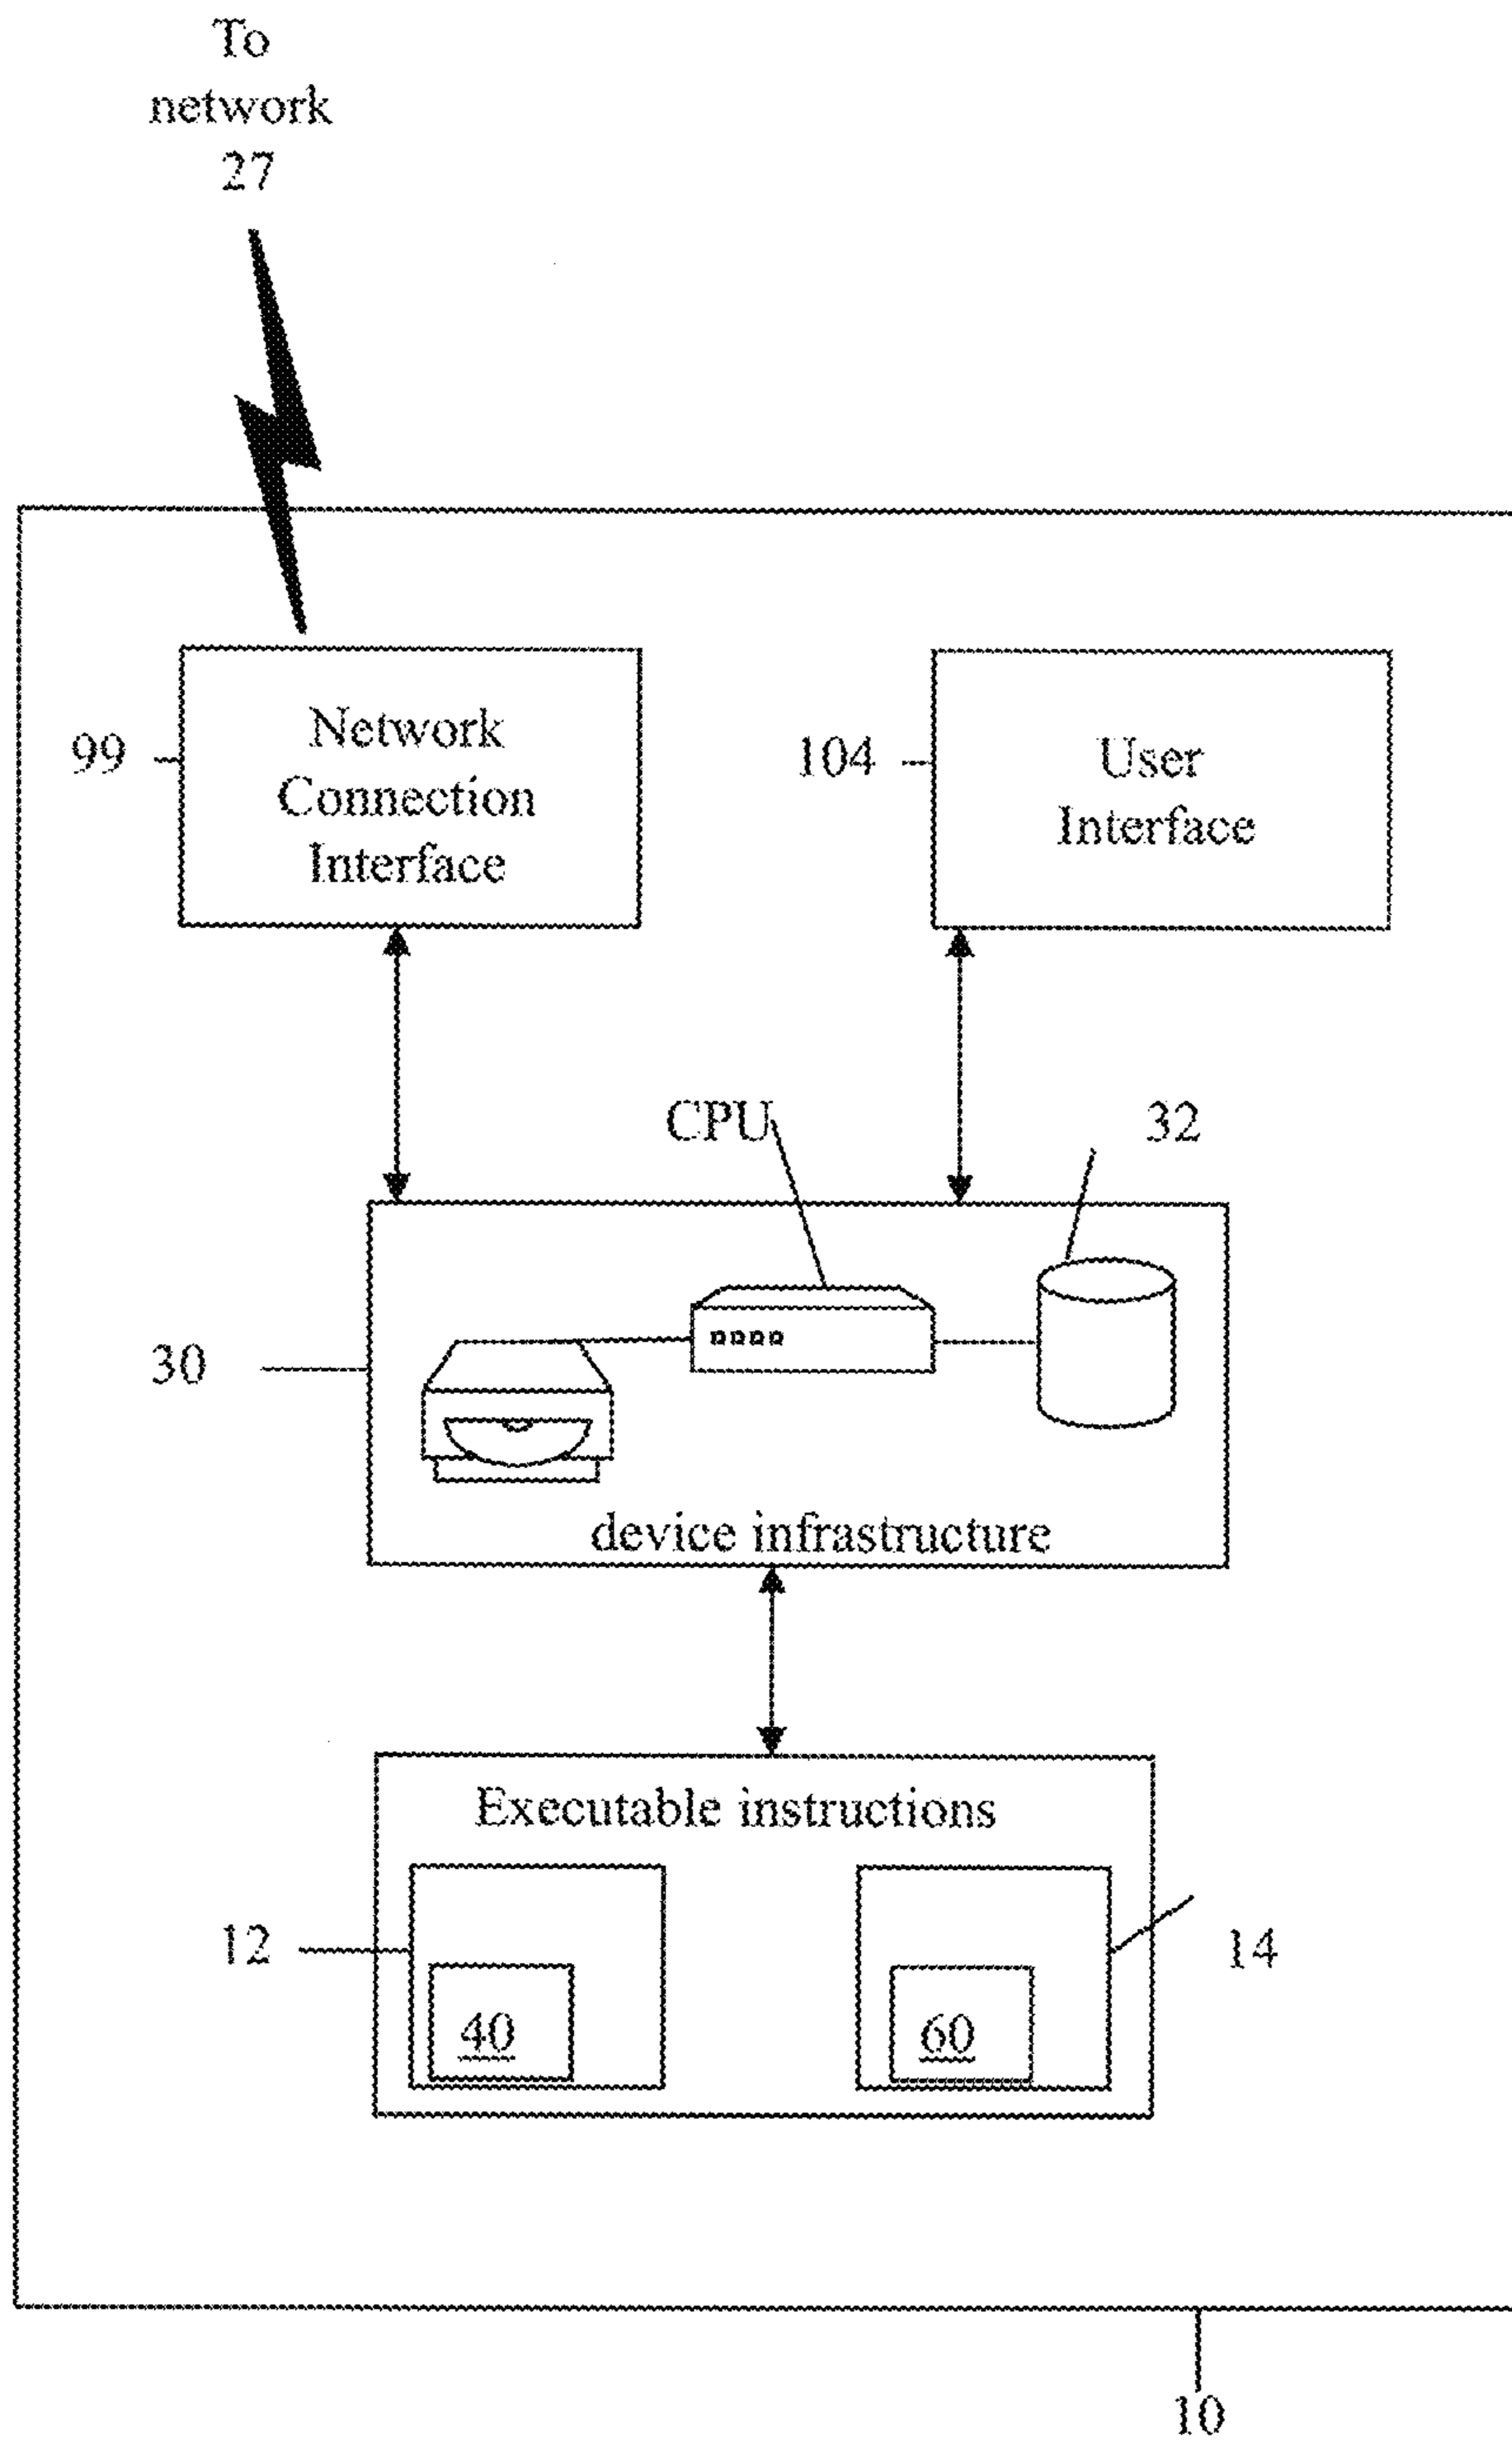 To
network
27
99
Network
Connection
Interface
104
User
Interface
CPU
32
30
device infrastructure
Executable instructions
12
40
60
14
10